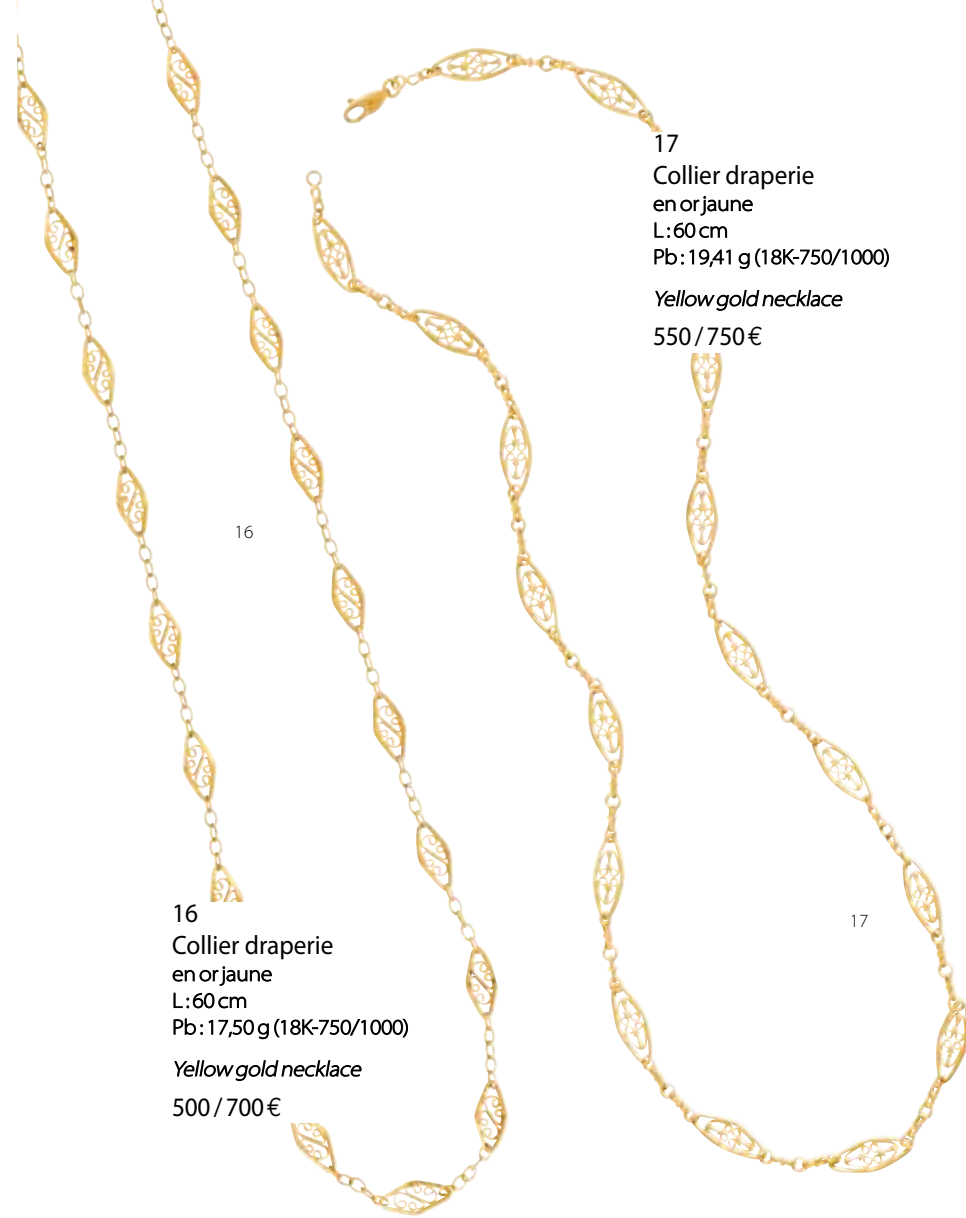 17
Collier draperie
en or jaune
L : 60 cm
Pb : 19,41 g (18K-750/1000)
Yellow gold necklace
550 / 750 €
16
17
16
Collier draperie
en or jaune
L : 60 cm
Pb : 17,50 g (18K-750/1000)
Yellow gold necklace
500 / 700 €